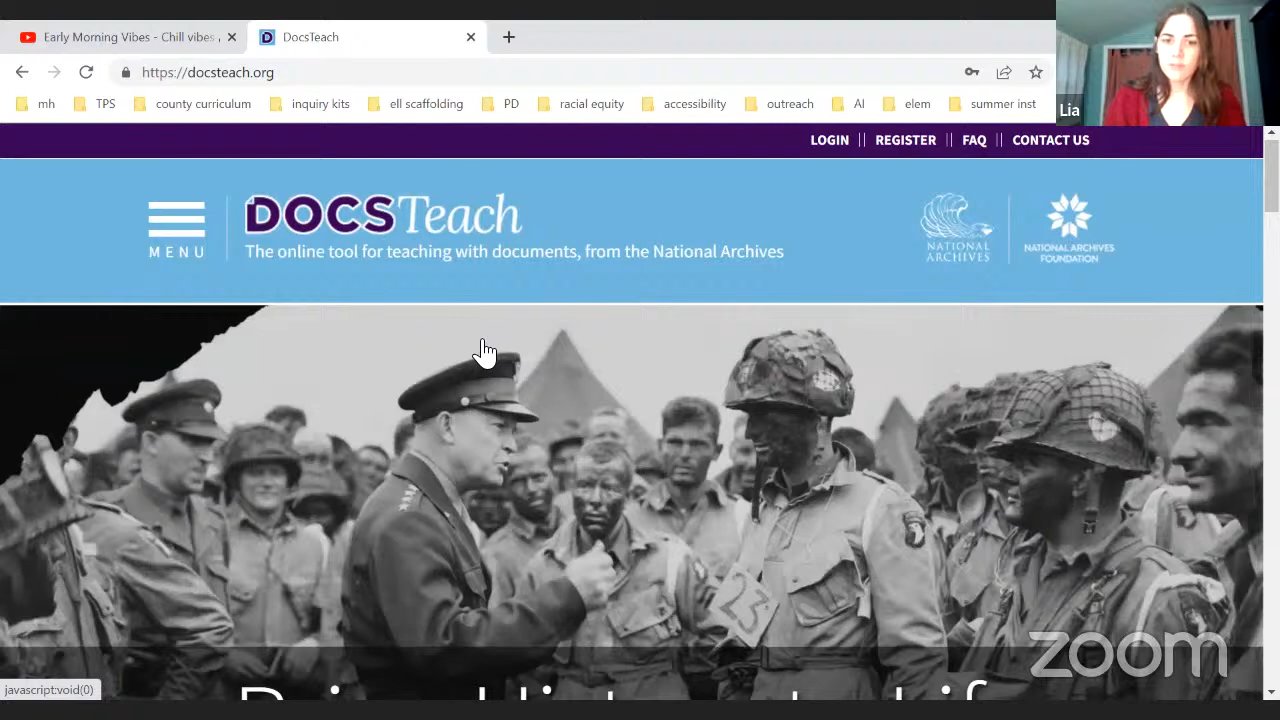 Early Morning Vibes - Chill vibes
DocsTeach
https://docsteach.org
mh TPS county curriculum inquiry kits ell scaffolding PD racial equity accessibility outreach AI elem summer inst
Lia
LOGIN || REGISTER || FAQ || CONTACT US
MENU
DOCSTeach
The online tool for teaching with documents, from the National Archives
NATIONAL
ARCHIVES
NATIONAL ARCHIVES
FOUNDATION
23
zoom
javascript:void(0)